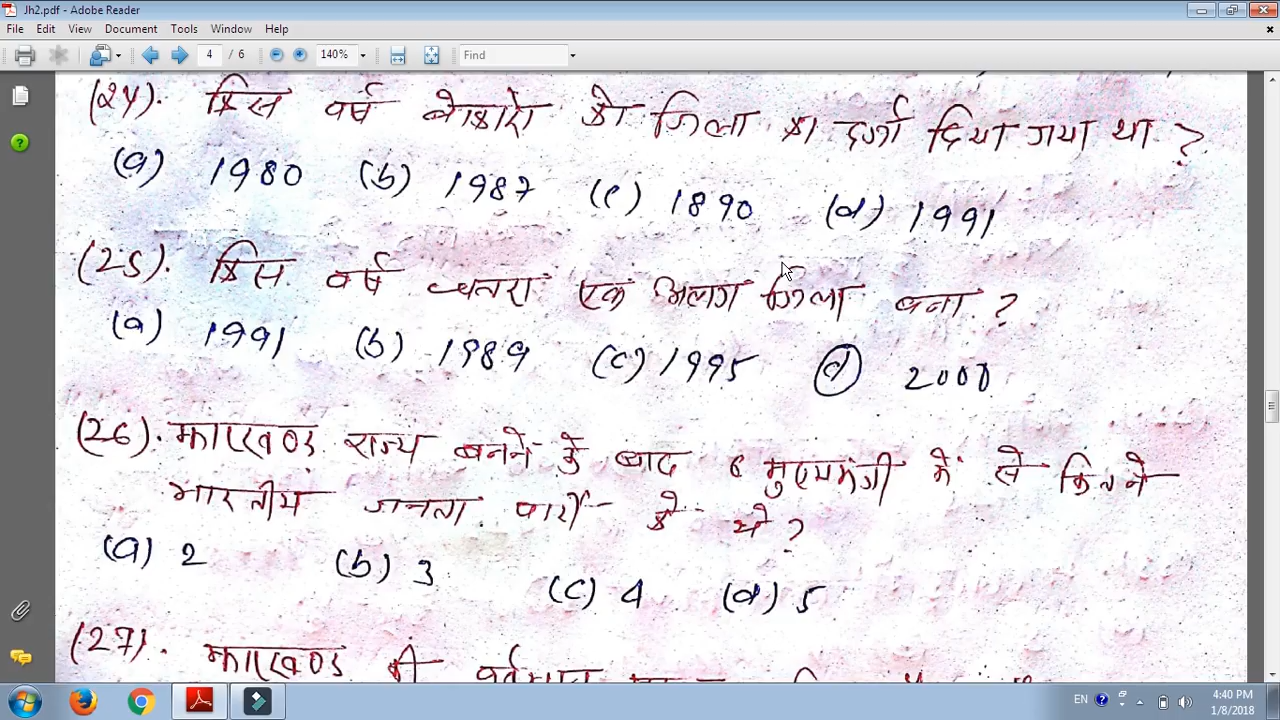 Jh2.pdf - Adobe Reader
File Edit View Document Tools Window Help
4 / 6 140% Find
(24). किस वर्ष बोकारो को जिला का दर्जा दिया गया था ?
(a) 1980 (b) 1987 (c) 1890 (d) 1991
(25). किस वर्ष चतरा एक अलग जिला बना ?
(a) 1991 (b) 1989 (c) 1995 (d) 2000
(26). झारखण्ड राज्य बनने के बाद 6 मुख्यमंत्री में से कितने
भारतीय जनता पार्टी के थे ?
(a) 2 (b) 3 (c) 4 (d) 5
(27). झारखण्ड की वर्तमान
EN
4:40 PM
1/8/2018